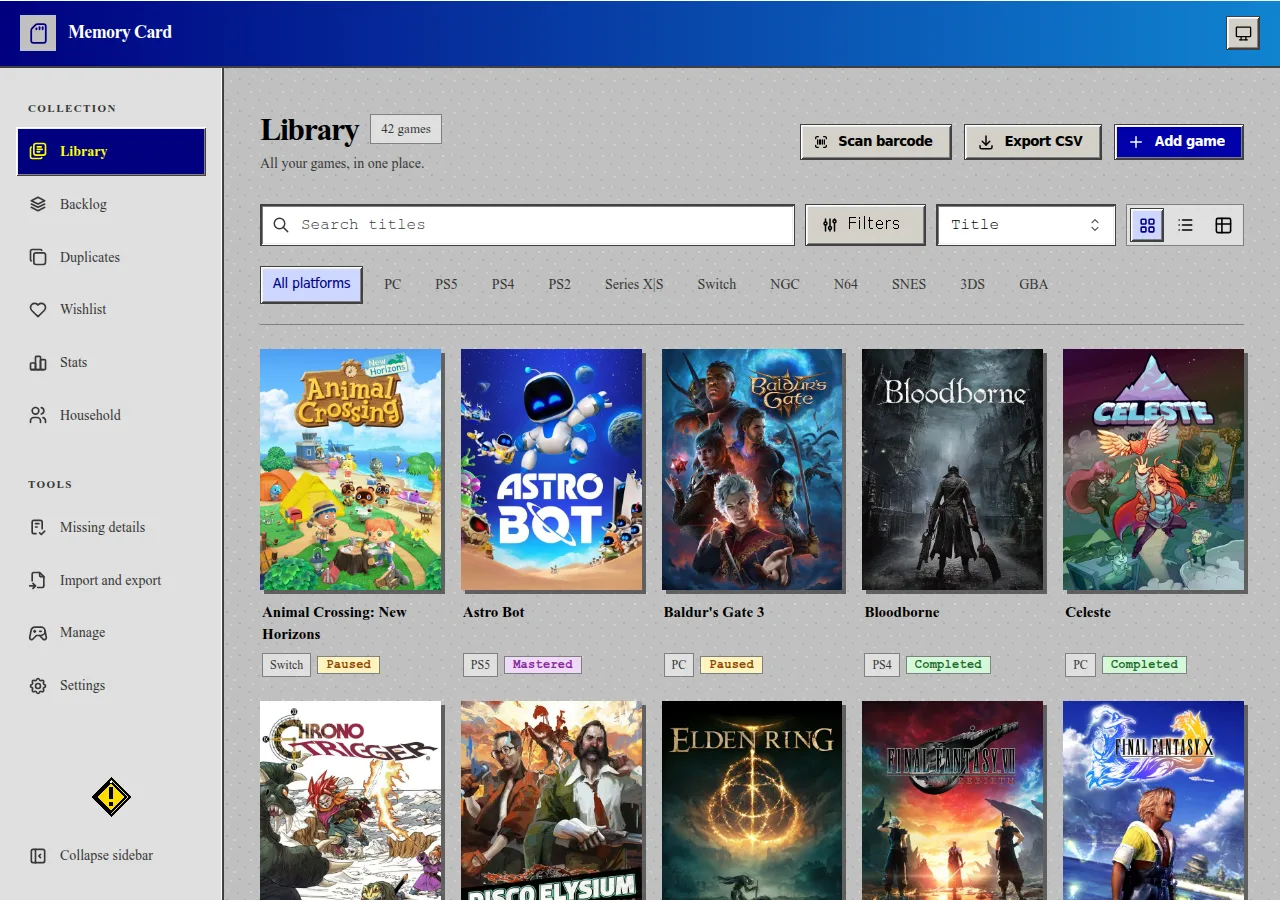 Memory Card
COLLECTION
Library
Backlog
Duplicates
Wishlist
Stats
Household
TOOLS
Missing details
Import and export
Manage
Settings
Collapse sidebar
Library
42 games
All your games, in one place.
Scan barcode
Export CSV
Add game
Search titles
Filters
Title
All platforms
PC
PS5
PS4
PS2
Series X|S
Switch
NGC
N64
SNES
3DS
GBA
New
Horizons
Animal
Crossing
Animal Crossing: New
Horizons
Switch
Paused
ASTRO
BOT
Astro Bot
PS5
Mastered
Baldur's
Gate
Baldur's Gate 3
PC
Paused
Bloodborne
Bloodborne
PS4
Completed
CELESTE
Celeste
PC
Completed
CHRONO
TRIGGER
DISCO ELYSIUM
ELDEN RING
FINAL FANTASY VII
REBIRTH
FINAL FANTASY X